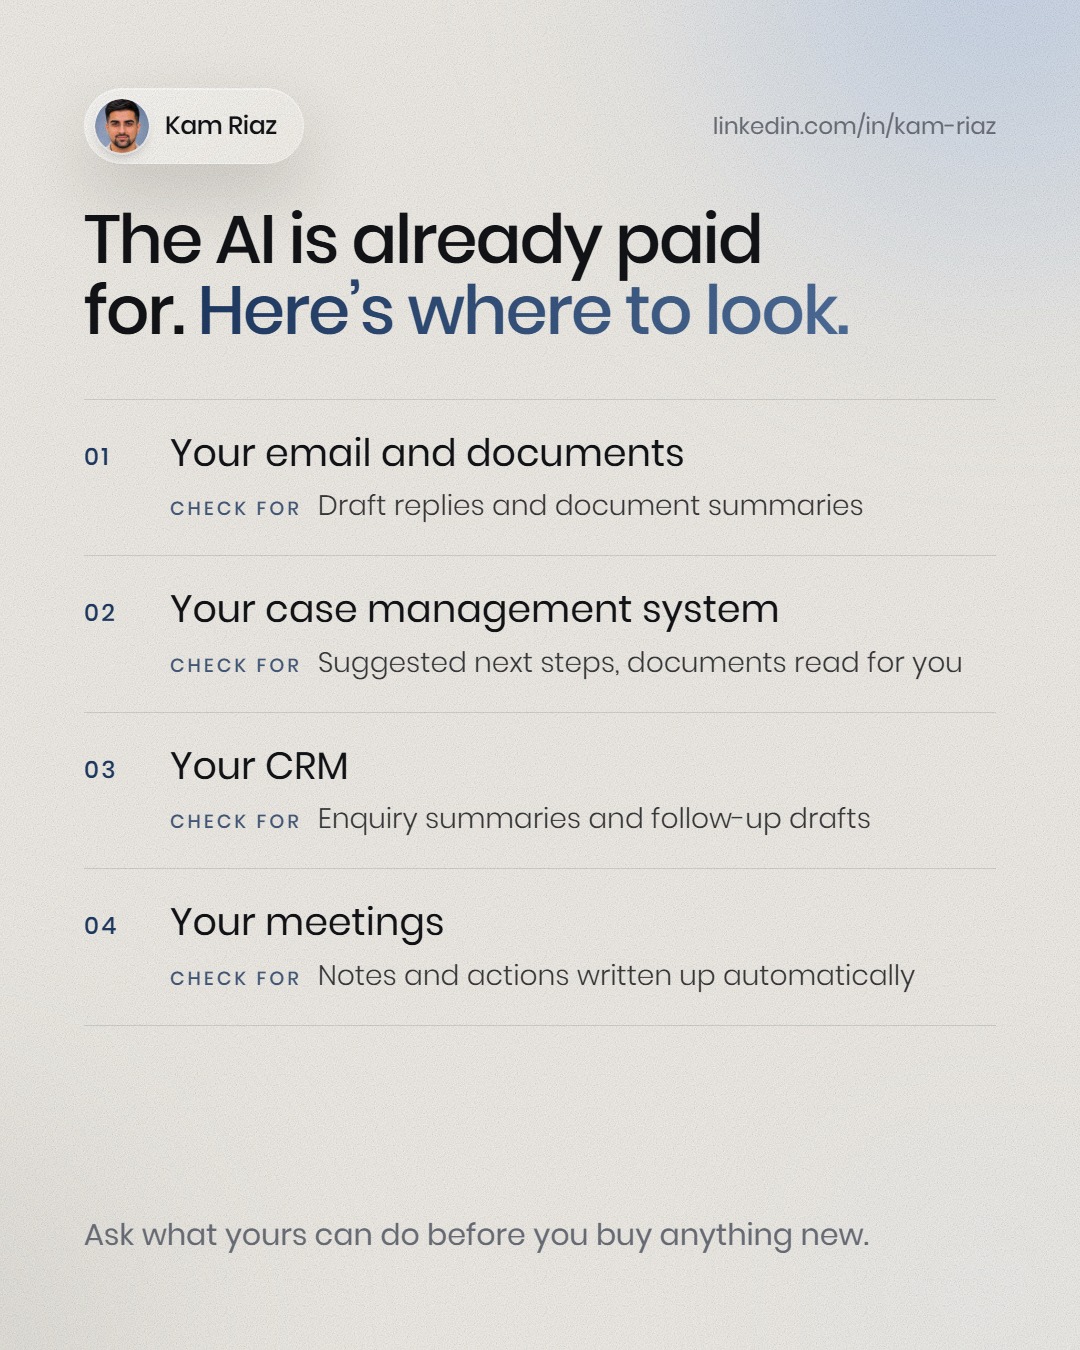 Kam Riaz
linkedin.com/in/kam-riaz
The AI is already paid
for. Here’s where to look.
01 Your email and documents
CHECK FOR Draft replies and document summaries
02 Your case management system
CHECK FOR Suggested next steps, documents read for you
03 Your CRM
CHECK FOR Enquiry summaries and follow-up drafts
04 Your meetings
CHECK FOR Notes and actions written up automatically
Ask what yours can do before you buy anything new.